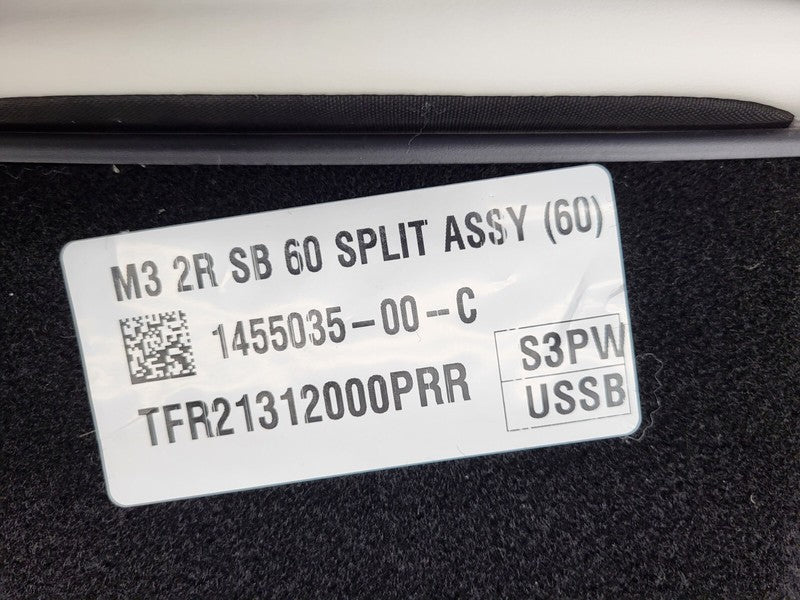 M3 2R SB 60 SPLIT ASSY (60)
1455035-00--C
TFR21312000PRR
S3PW
USSB